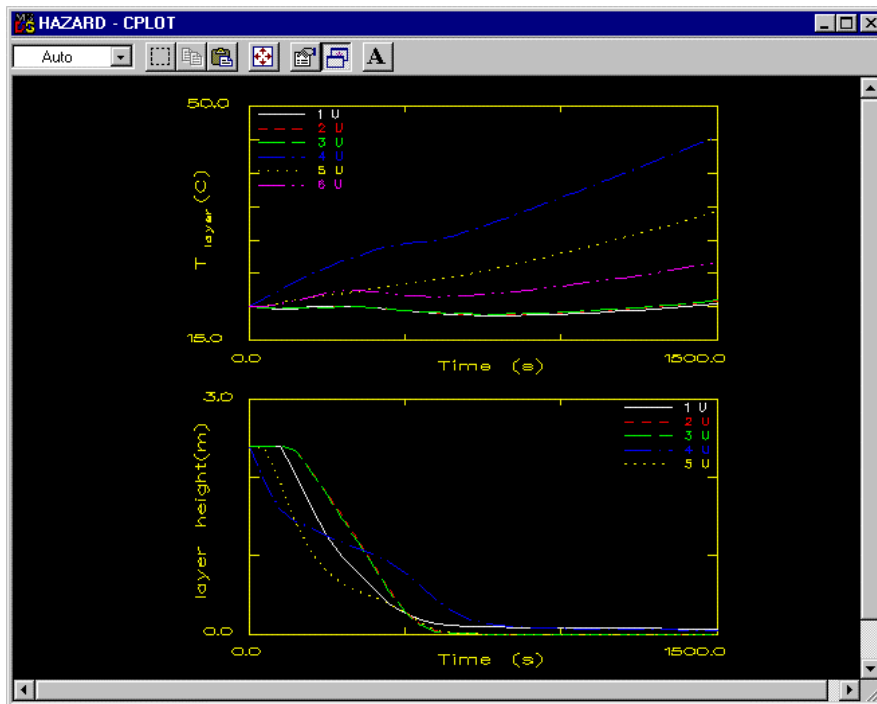 HAZARD - CPLOT
Auto
A
50.0
1 U
2 U
3 U
4 U
5 U
6 U
T layer (C)
15.0
0.0
Time (s)
1500.0
3.0
1 U
2 U
3 U
4 U
5 U
layer height(m)
0.0
0.0
Time (s)
1500.0